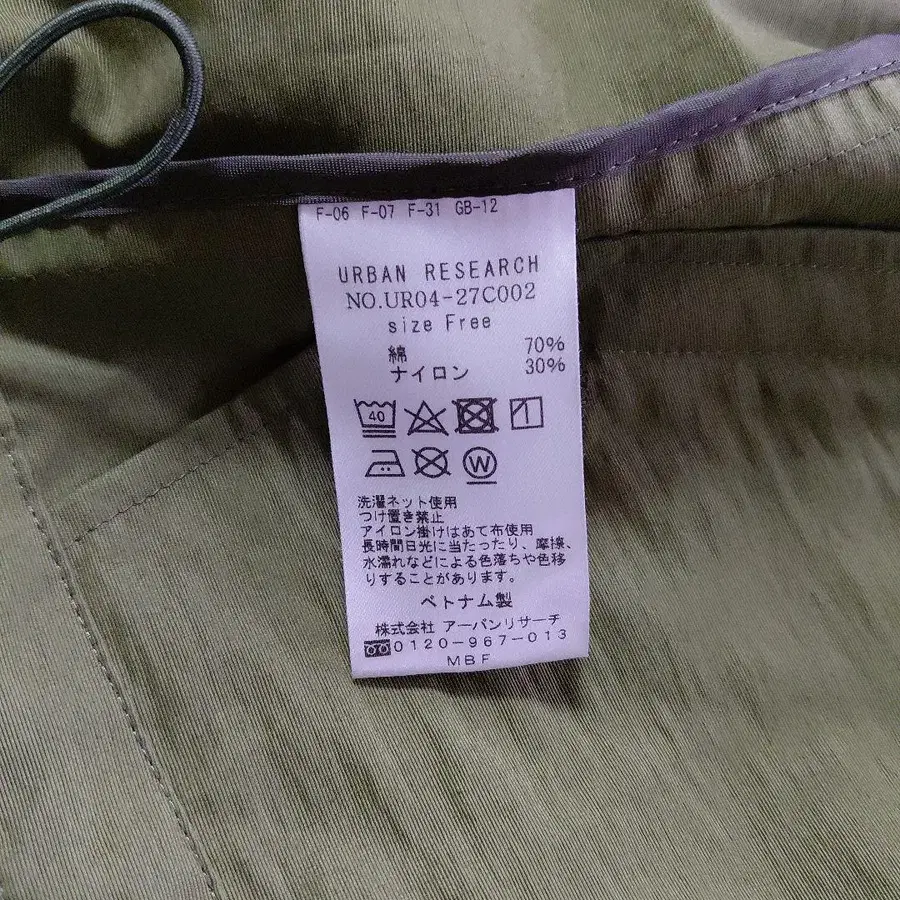 F-06 F-07 F-31 GB-12
URBAN RESEARCH
NO.UR04-27C002
size Free
綿 70%
ナイロン 30%
40
W
洗濯ネット使用
つけ置き禁止
アイロン掛けはあて布使用
長時間日光に当たったり、摩擦、
水濡れなどによる色落ちや色移
りすることがあります。
ベトナム製
株式会社 アーバンリサーチ
0120-967-013
MBF